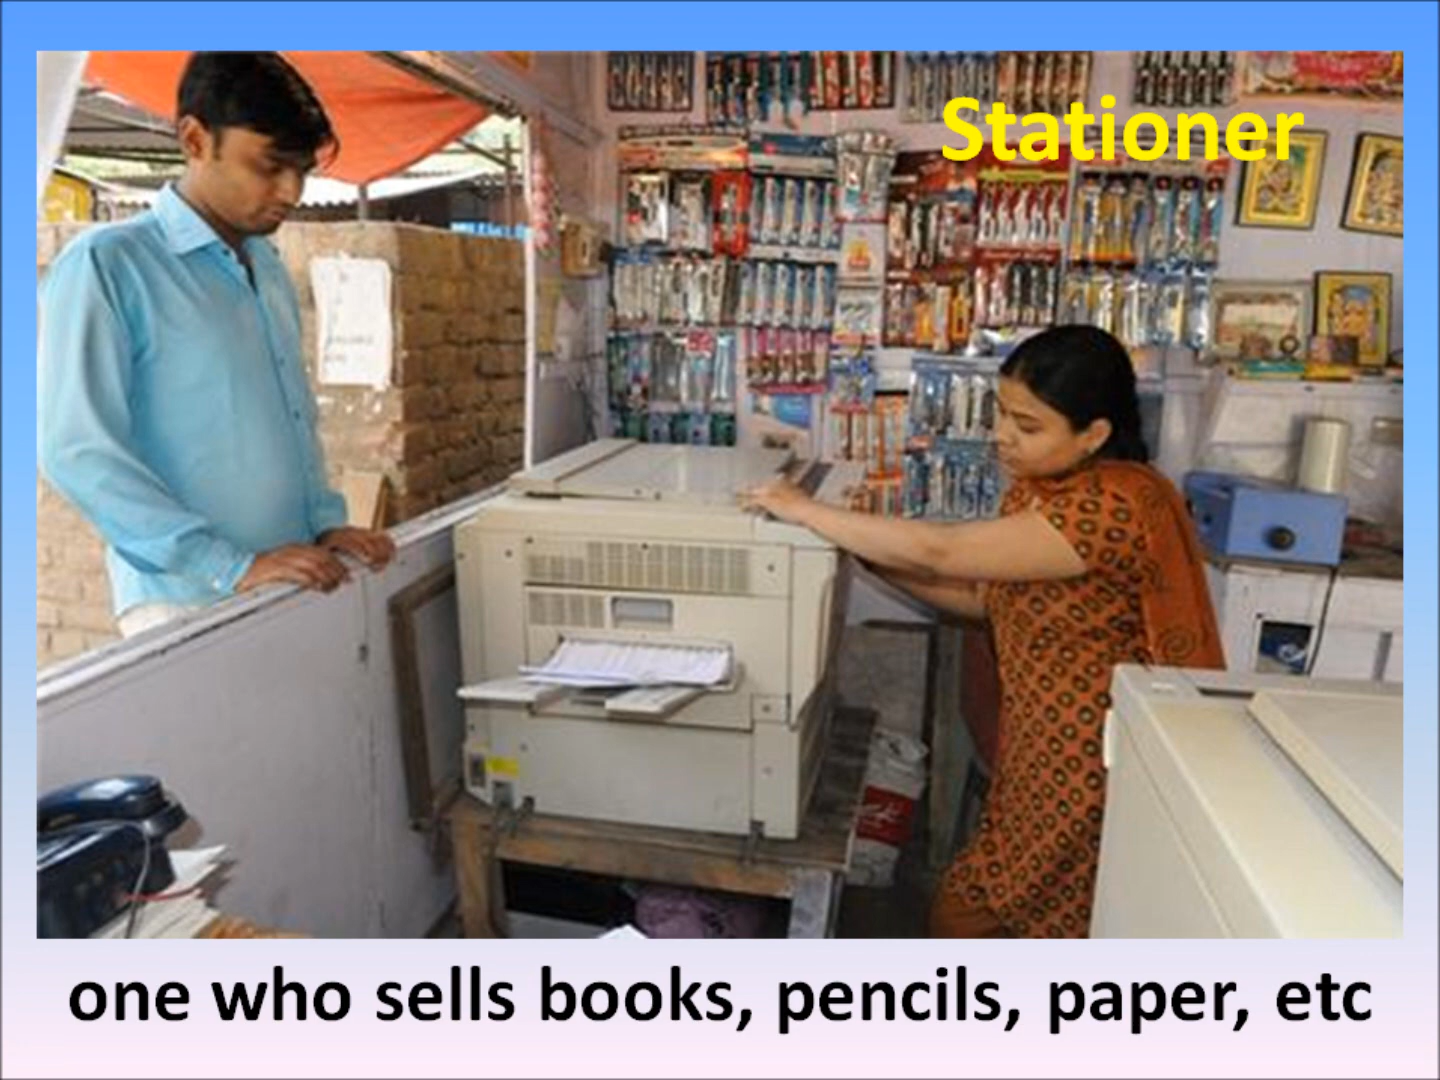 Stationer
one who sells books, pencils, paper, etc